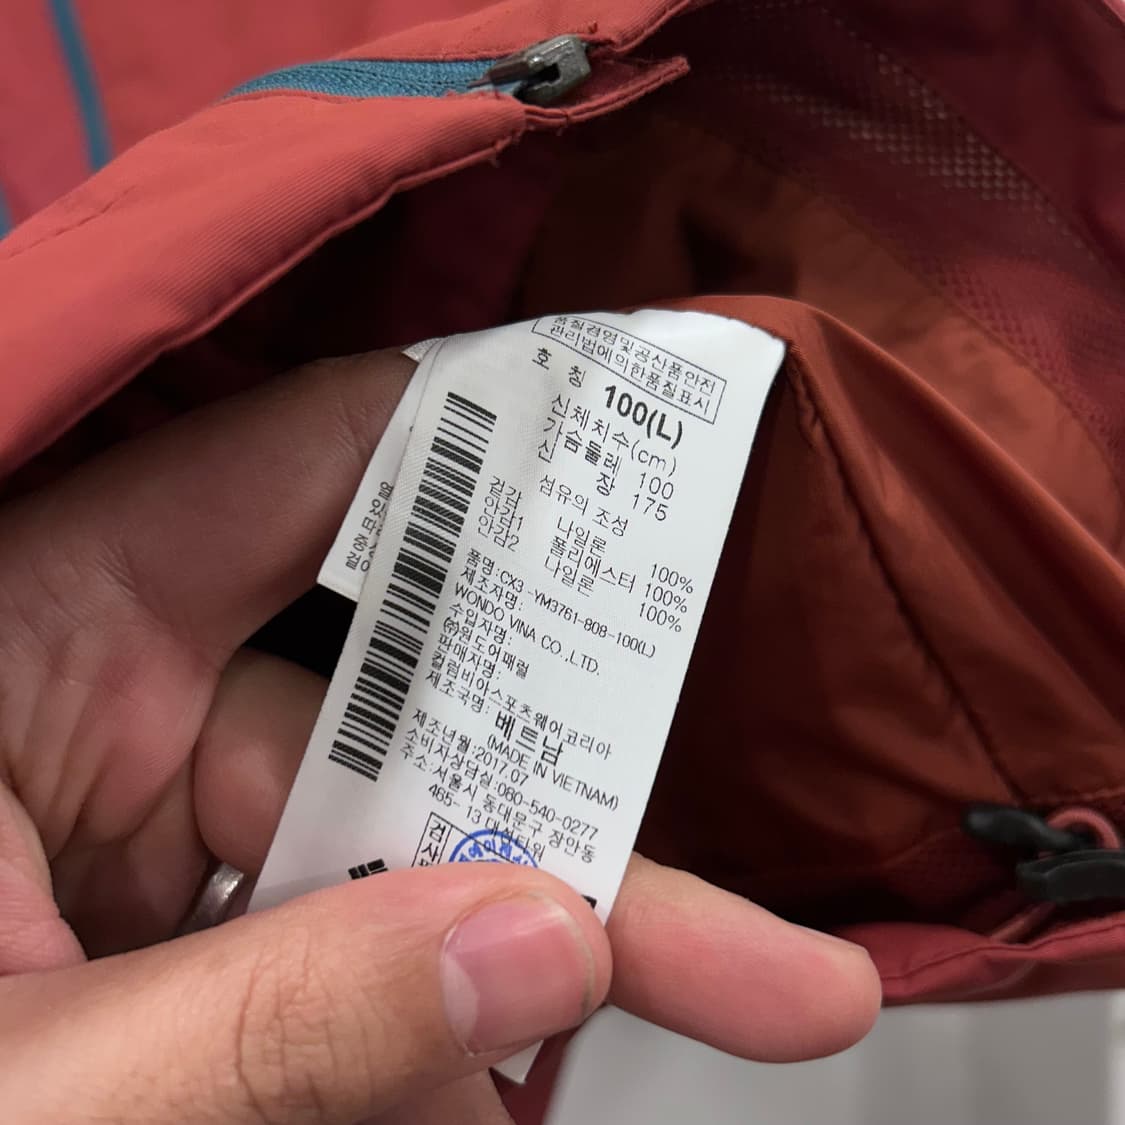 품질경영및공산품안전
관리법에의한품질표시
호 칭 100(L)
신체치수(cm)
가슴둘레 100
신 장 175
섬유의 조성
겉감 나일론 100%
안감1 폴리에스터 100%
안감2 나일론 100%
품명:CX3 -YM3761-808-100(L)
제조자명:
WONDO VINA CO.,LTD.
수입자명:
㈜원도어패럴
판매자명:
컬럼비아스포츠웨어코리아
제조국명: 베트남
(MADE IN VIETNAM)
제조년월:2017.07
소비자상담실:080-540-0277
주소:서울시 동대문구 장안동
465- 13 대성타워
검사